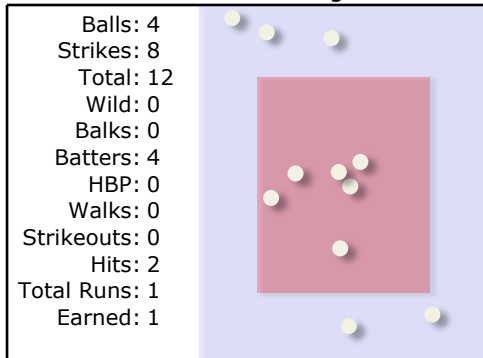 Balls: 4
Strikes: 8
Total: 12
Wild: 0
Balks: 0
Batters: 4
HBP: 0
Walks: 0
Strikeouts: 0
Hits: 2
Total Runs: 1
Earned: 1